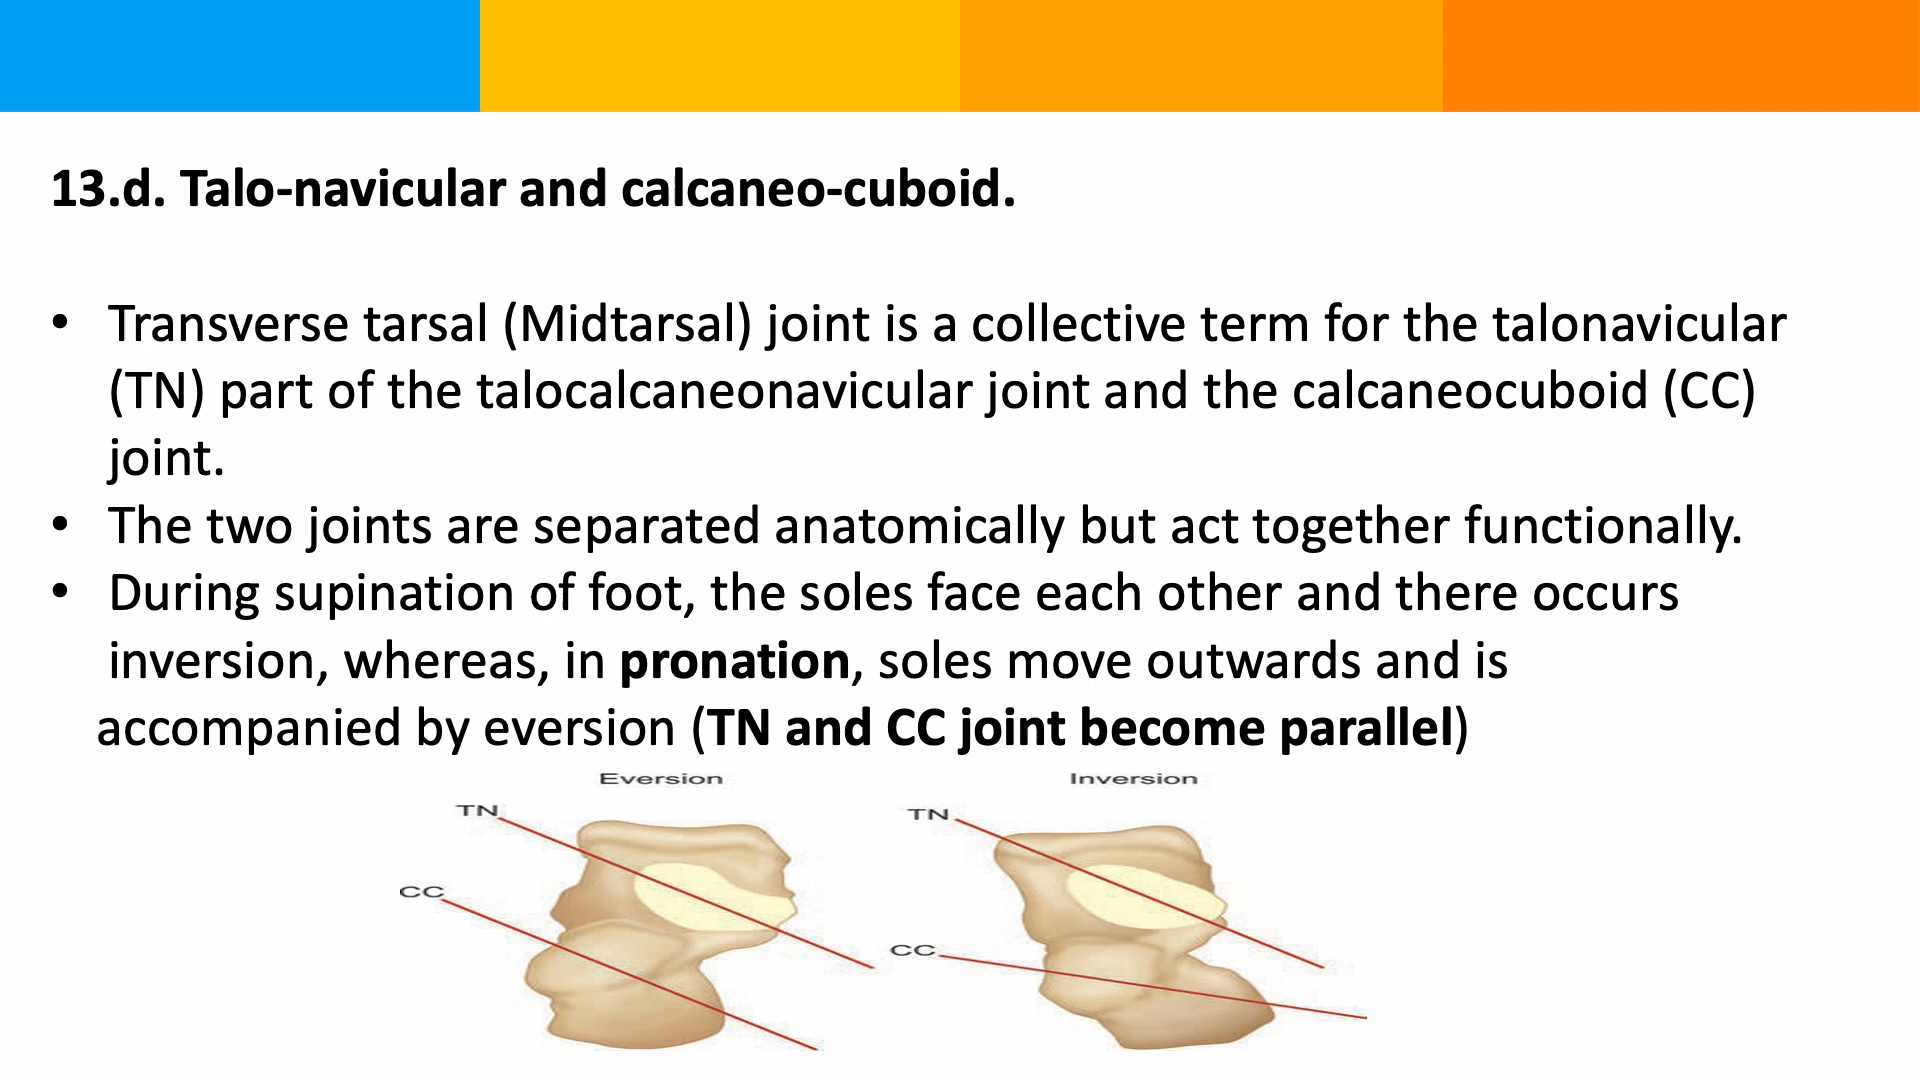 13.d. Talo-navicular and calcaneo-cuboid.
• Transverse tarsal (Midtarsal) joint is a collective term for the talonavicular
(TN) part of the talocalcaneonavicular joint and the calcaneocuboid (CC)
joint.
• The two joints are separated anatomically but act together functionally.
• During supination of foot, the soles face each other and there occurs
inversion, whereas, in pronation, soles move outwards and is
accompanied by eversion (TN and CC joint become parallel)
Eversion
TN
CC
Inversion
TN
CC